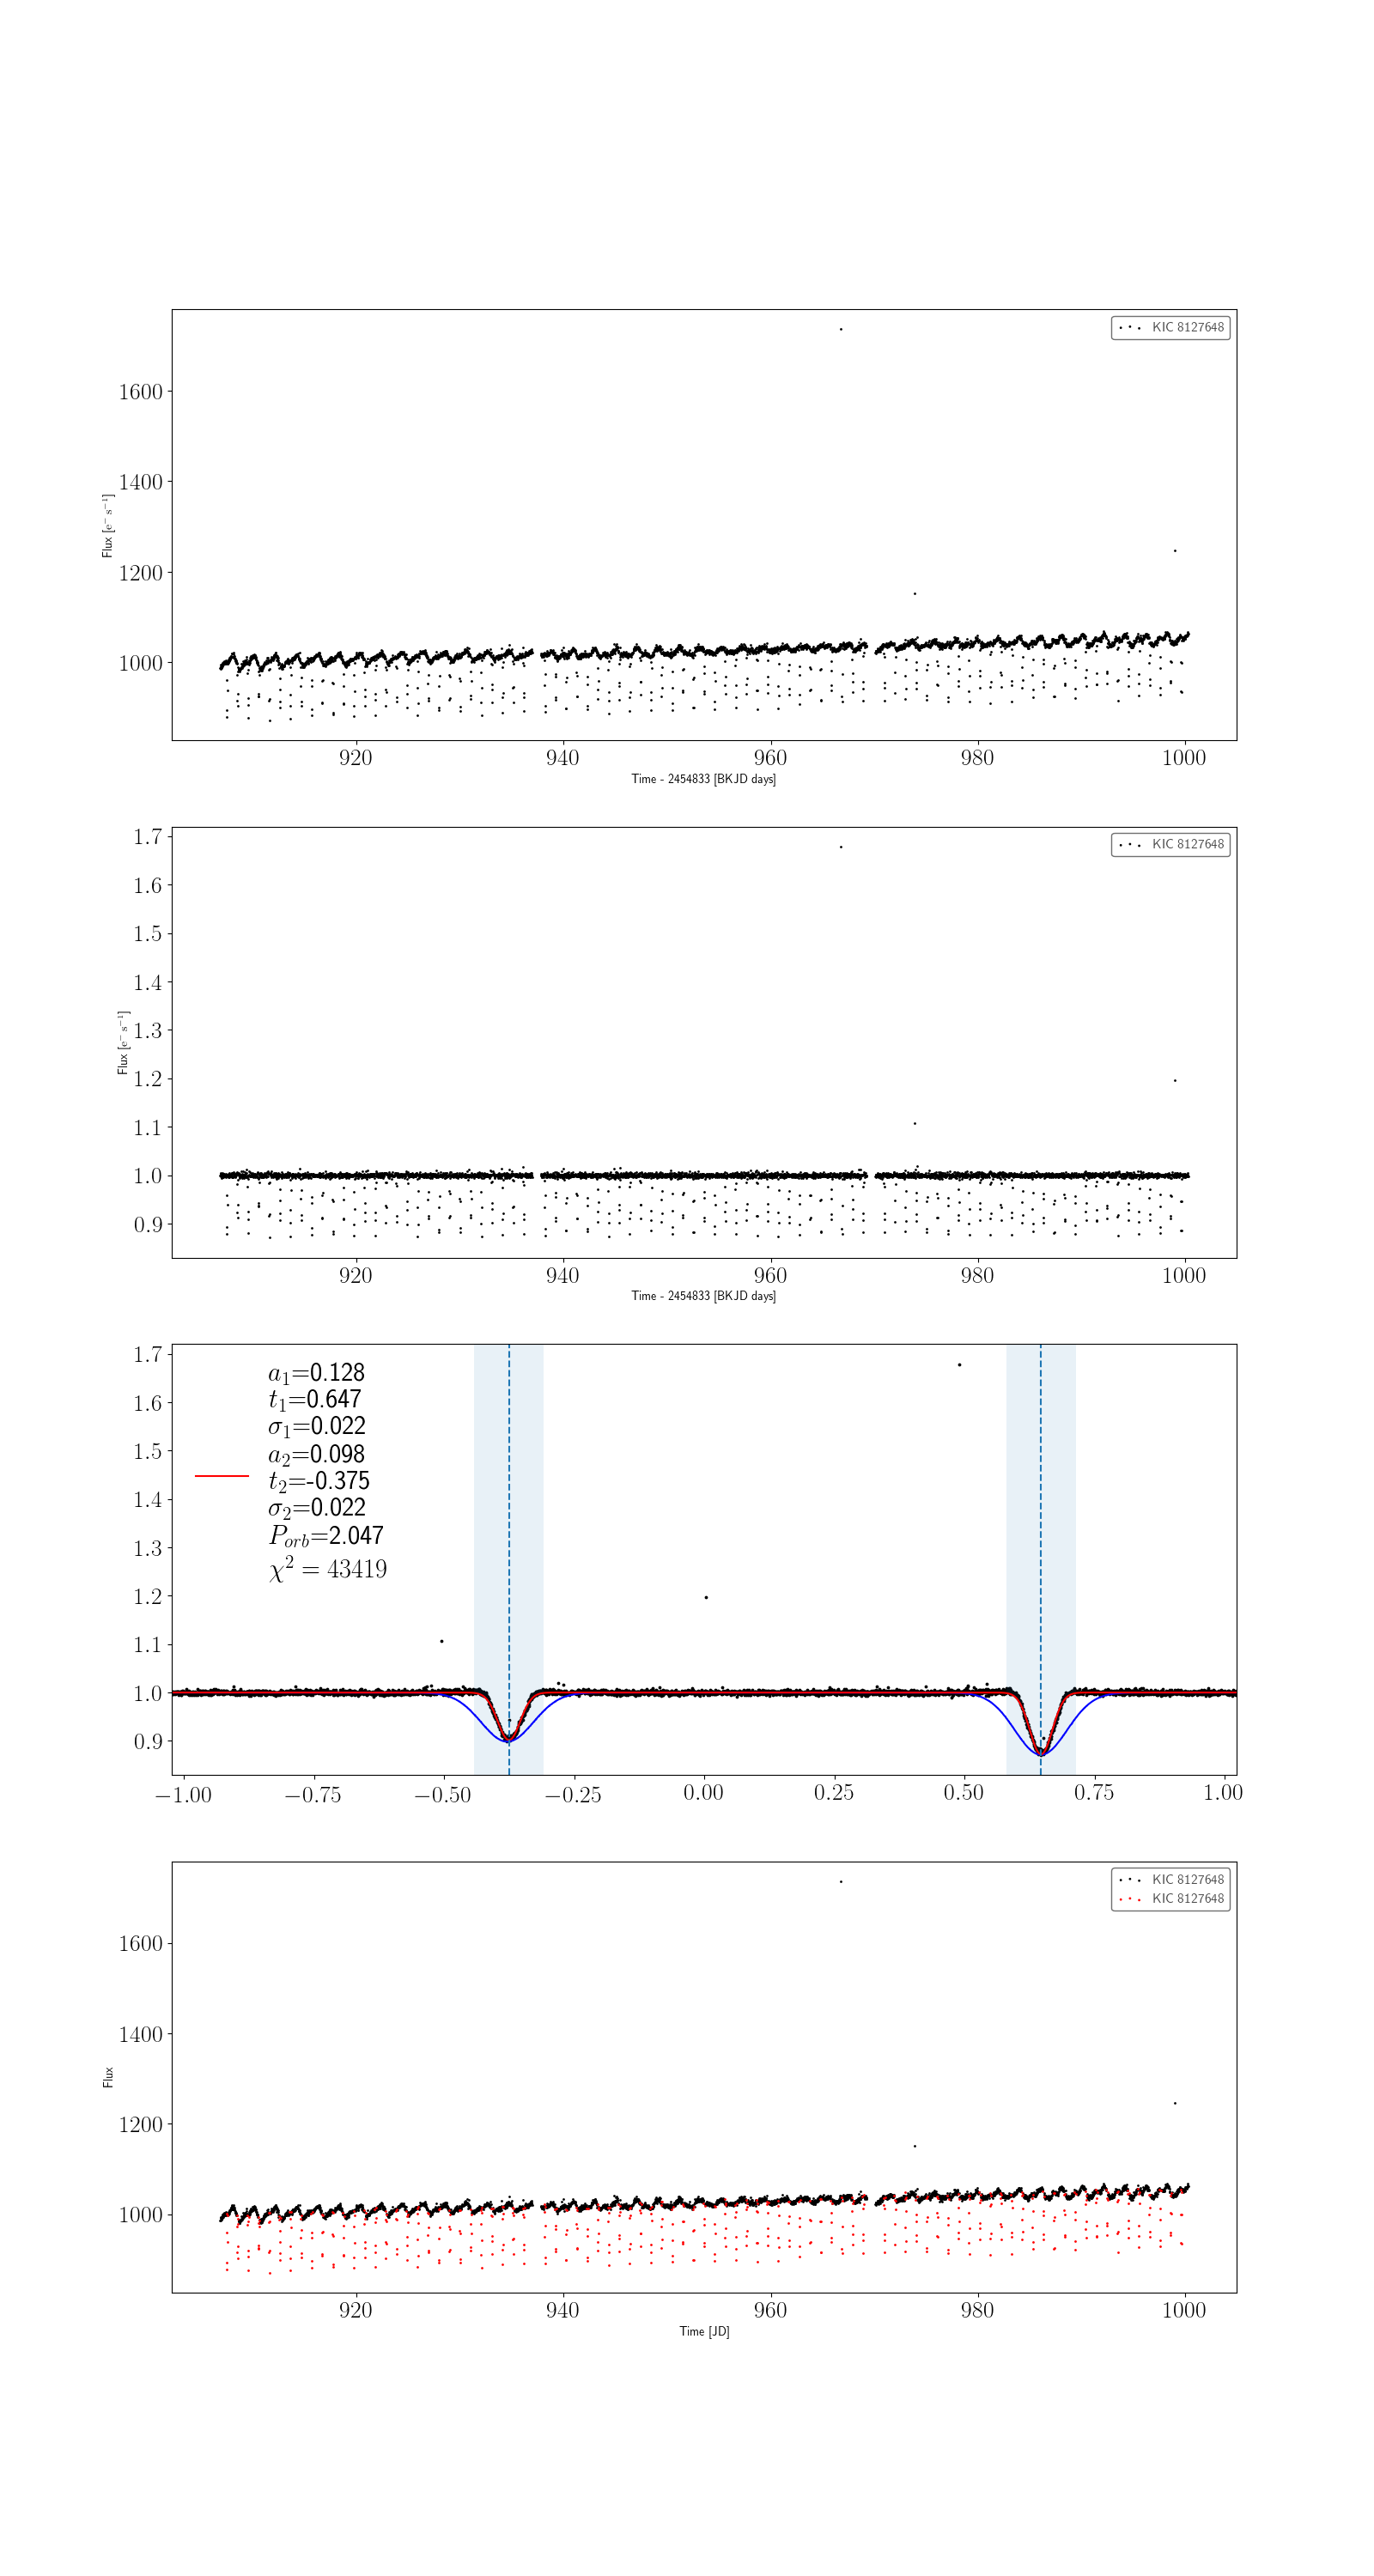 KIC 8127648
1600
1400
1200
1000
Flux [e⁻ s⁻¹]
920 940 960 980 1000
Time - 2454833 [BKJD days]
KIC 8127648
1.7
1.6
1.5
1.4
1.3
1.2
1.1
1.0
0.9
Flux [e⁻ s⁻¹]
920 940 960 980 1000
Time - 2454833 [BKJD days]
a₁=0.128
t₁=0.647
σ₁=0.022
a₂=0.098
t₂=-0.375
σ₂=0.022
Pₒᵣb=2.047
χ² = 43419
1.7
1.6
1.5
1.4
1.3
1.2
1.1
1.0
0.9
−1.00 −0.75 −0.50 −0.25 0.00 0.25 0.50 0.75 1.00
KIC 8127648
KIC 8127648
1600
1400
1200
1000
Flux
920 940 960 980 1000
Time [JD]